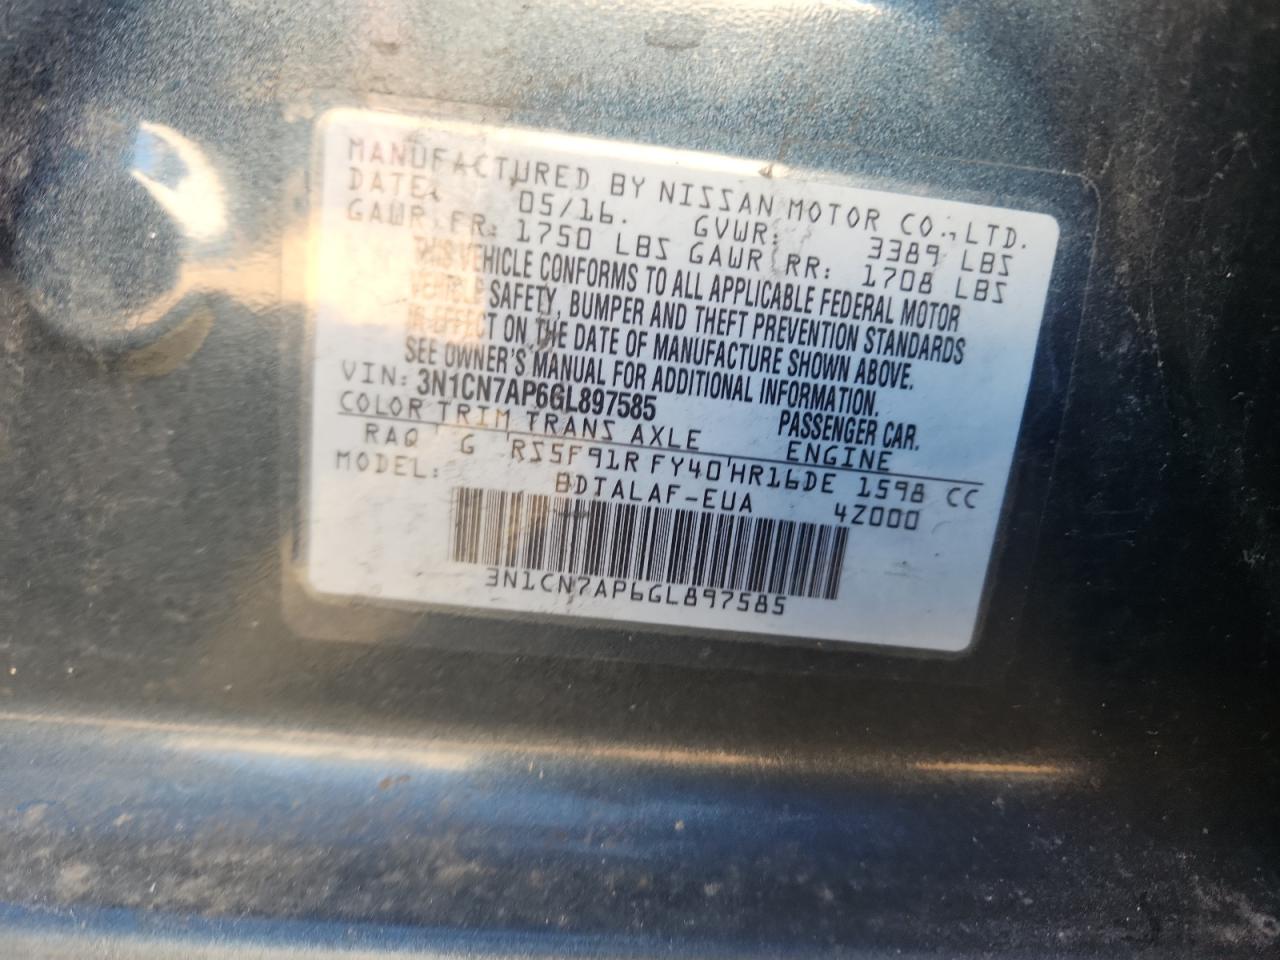 MANUFACTURED BY NISSAN MOTOR CO., LTD.
DATE: 05/16. GVWR: 3389 LBS
GAWR FR: 1750 LBS GAWR RR: 1708 LBS
THIS VEHICLE CONFORMS TO ALL APPLICABLE FEDERAL MOTOR
VEHICLE SAFETY, BUMPER AND THEFT PREVENTION STANDARDS
IN EFFECT ON THE DATE OF MANUFACTURE SHOWN ABOVE.
SEE OWNER'S MANUAL FOR ADDITIONAL INFORMATION.
VIN: 3N1CN7AP6GL897585 PASSENGER CAR.
COLOR TRIM TRANS AXLE ENGINE
RAQ G RS5F91R FY40 HR16DE 1598 CC
MODEL: BDTALAF-EUA 4Z000
3N1CN7AP6GL897585